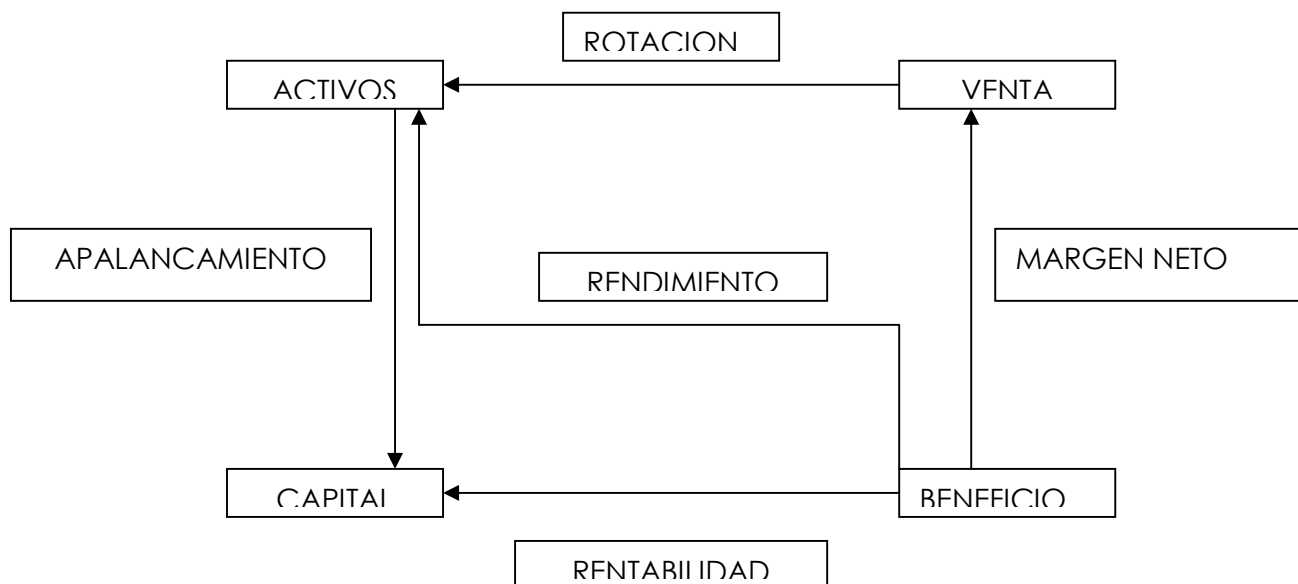 ROTACION
ACTIVOS
VENTA
APALANCAMIENTO
RENDIMIENTO
MARGEN NETO
CAPITAL
BENEFICIO
RENTABILIDAD